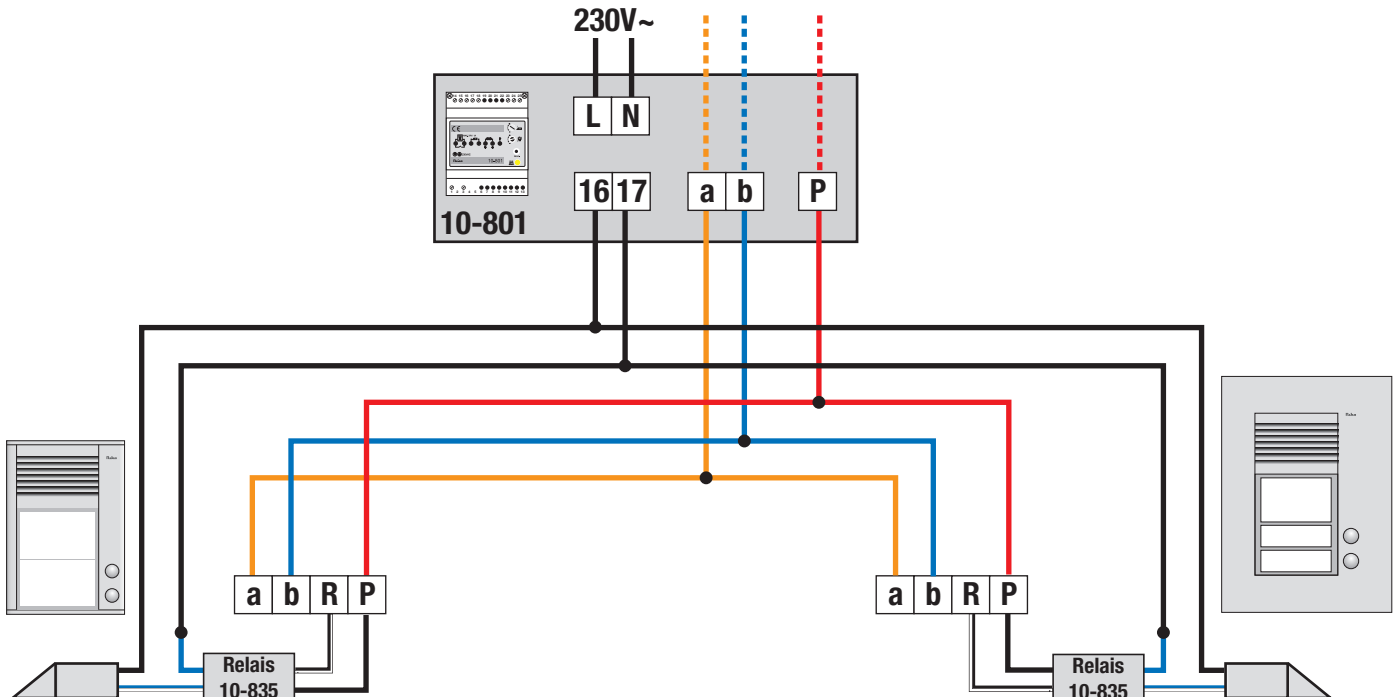 230V~
L N
16 17 a b P
10-801
a b R P
a b R P
Relais
10-835
Relais
10-835